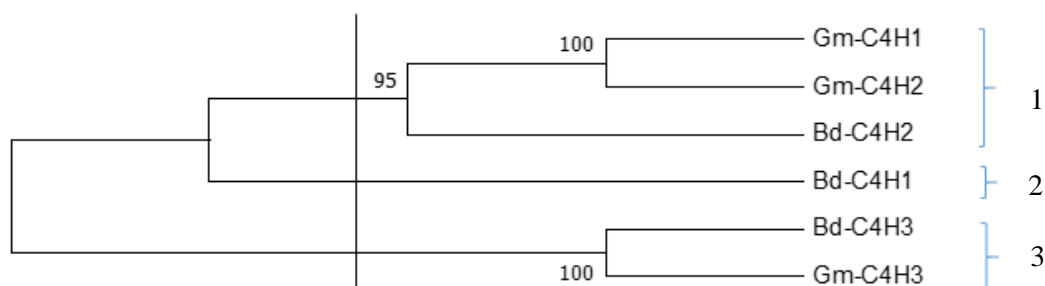 100
Gm-C4H1
Gm-C4H2
1
95
Bd-C4H2
Bd-C4H1
2
Bd-C4H3
3
100
Gm-C4H3